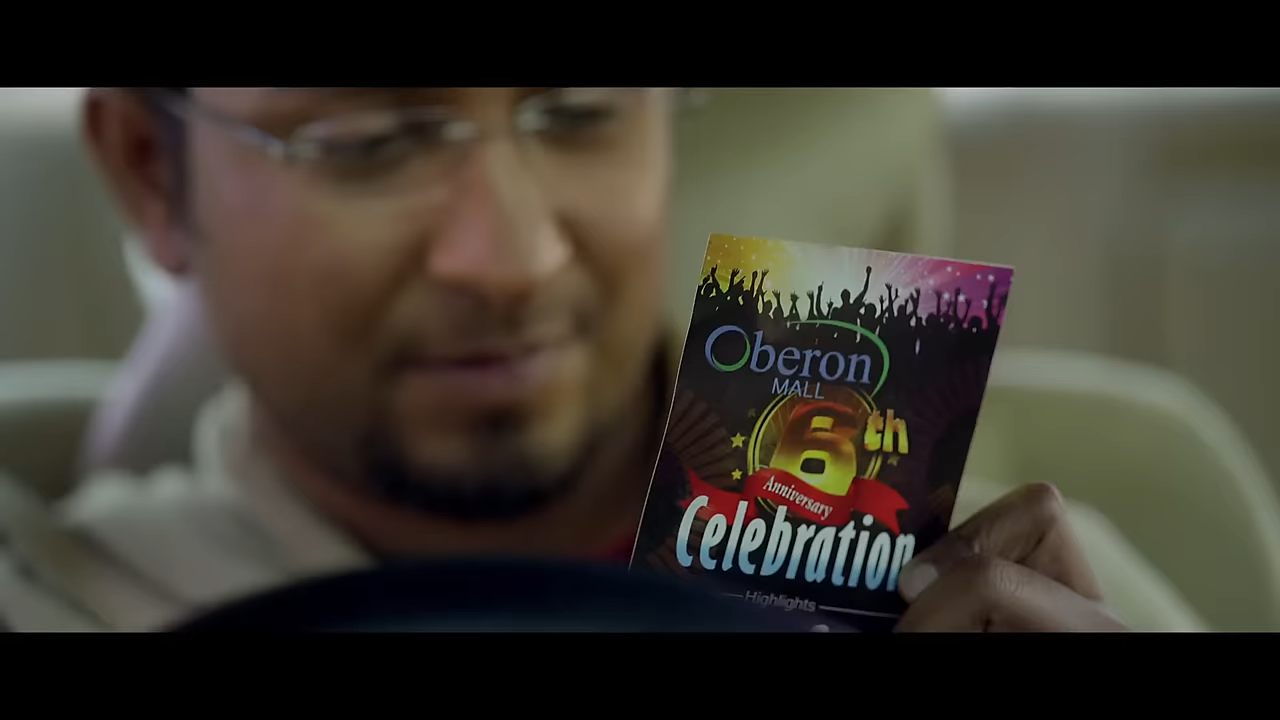 Oberon
MALL
6th
Anniversary
Celebration
Highlights